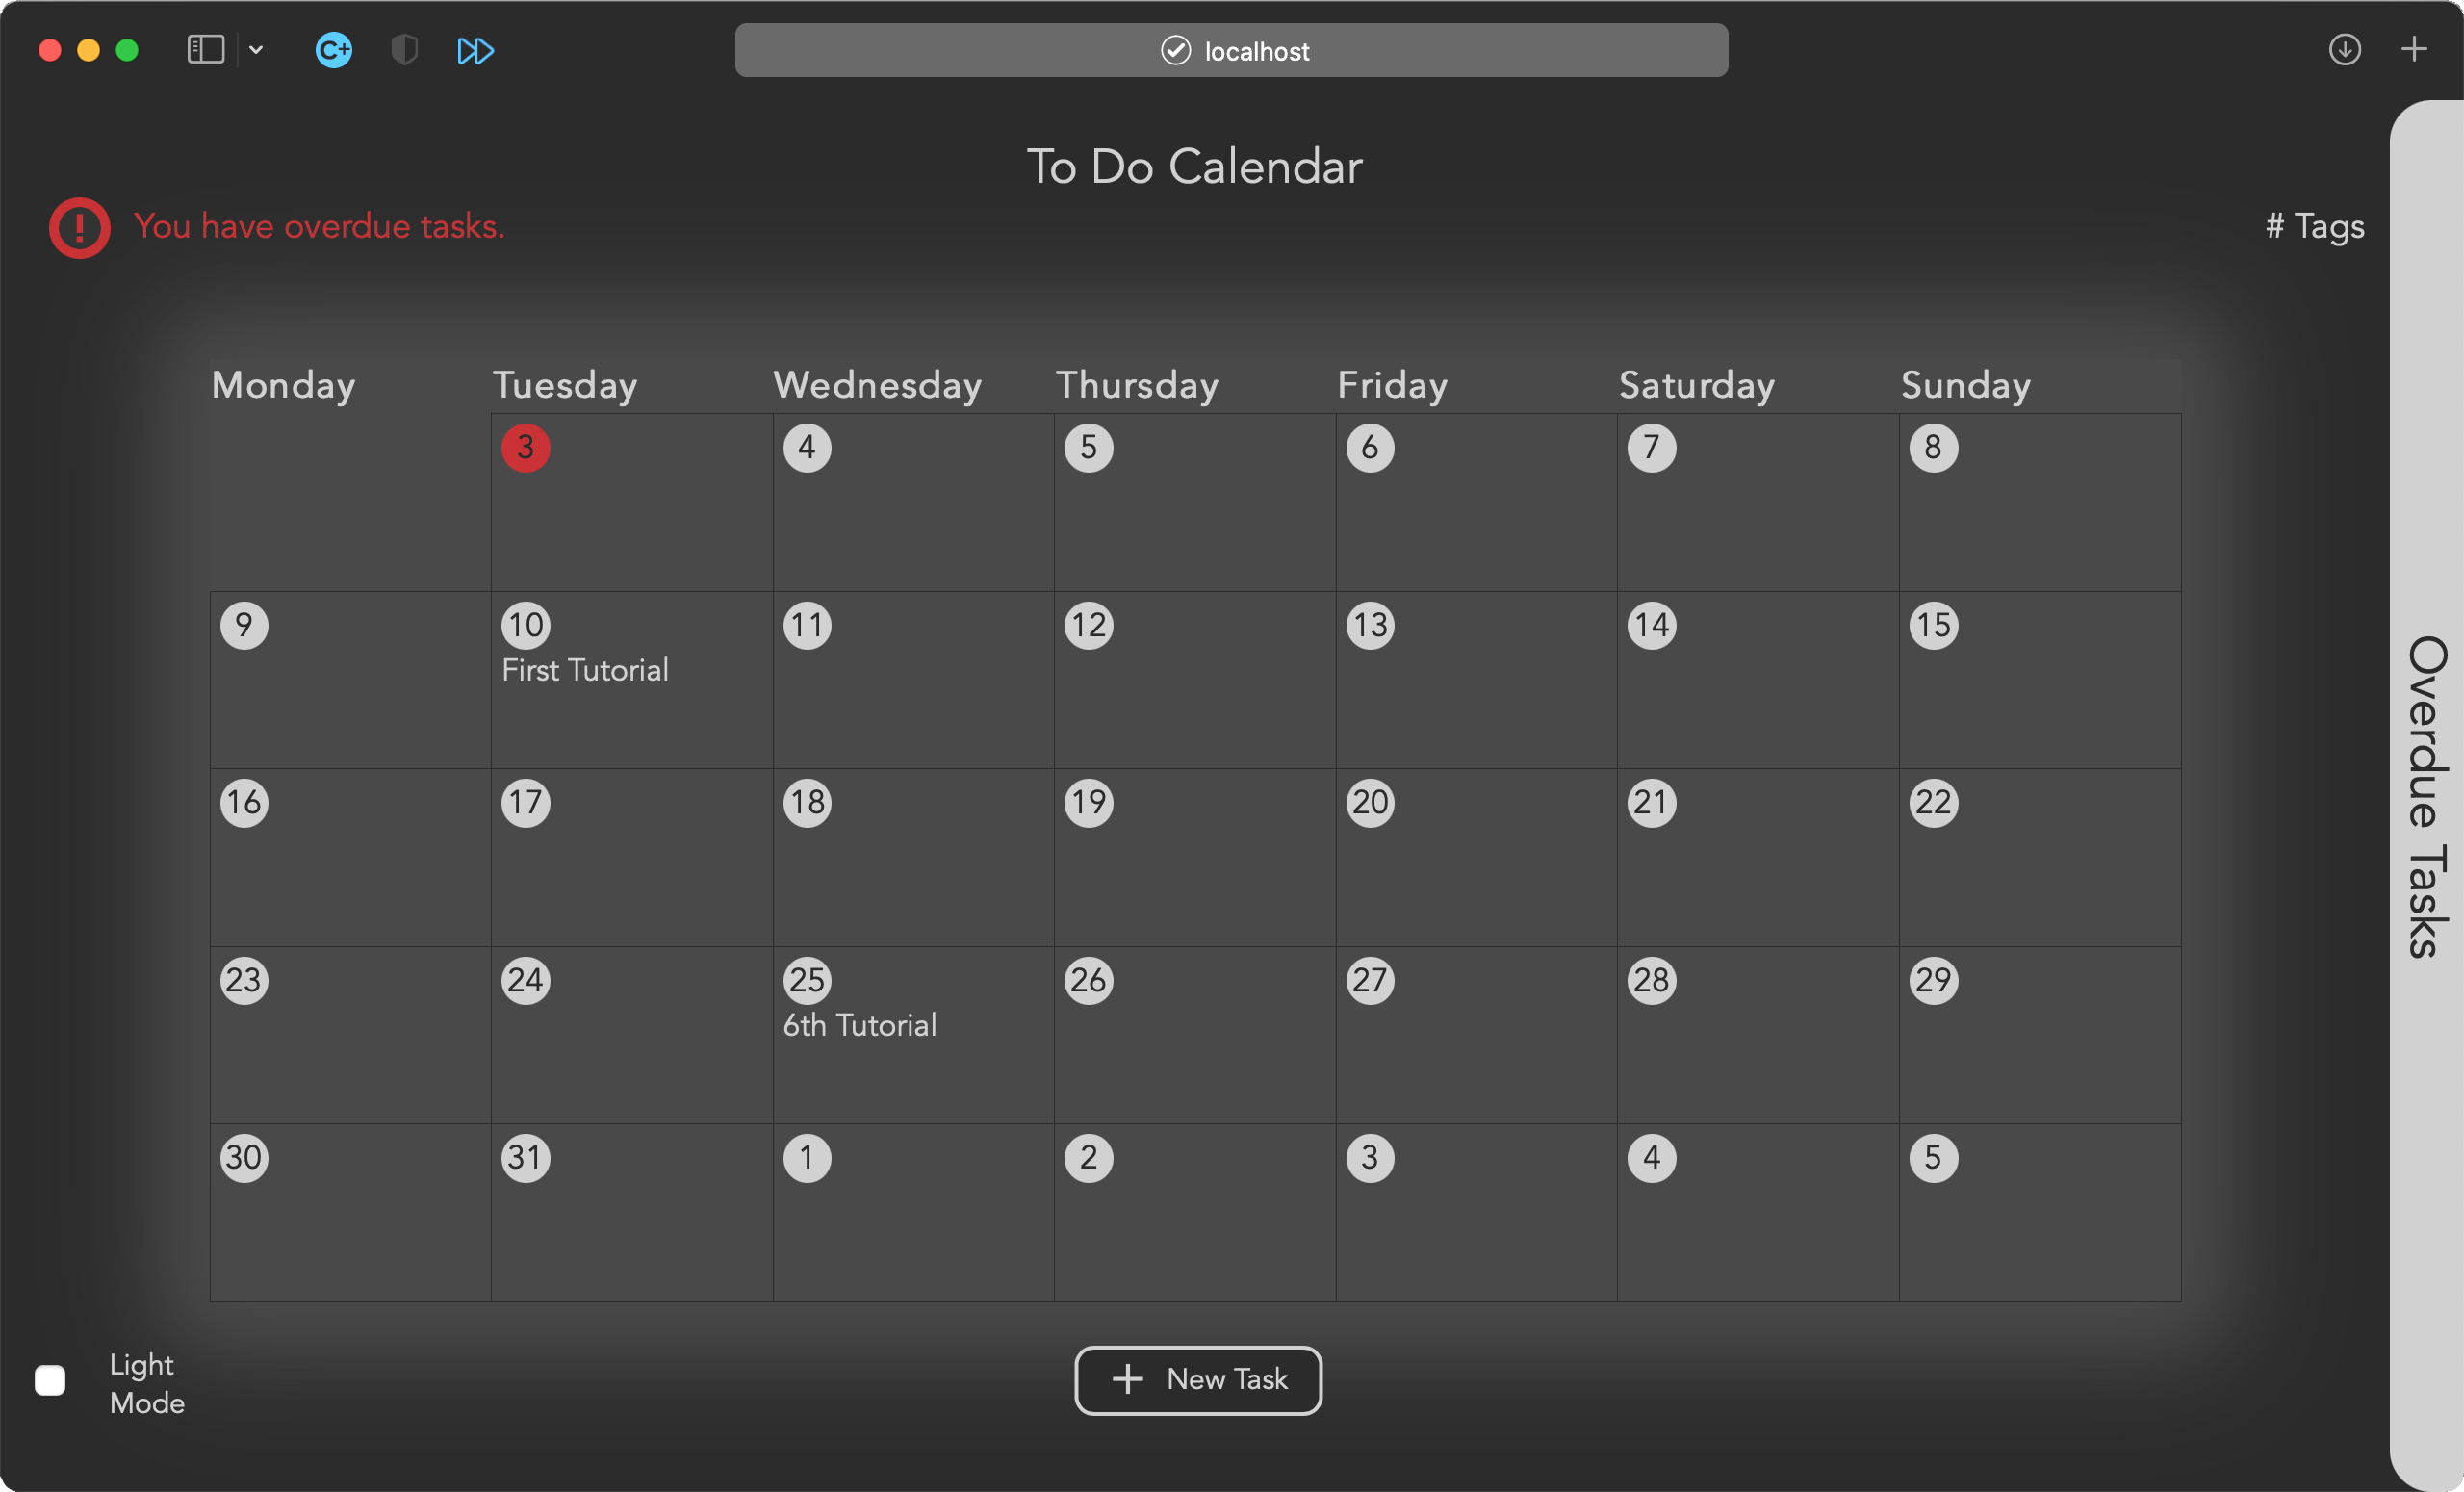 localhost
To Do Calendar
You have overdue tasks.
# Tags
Monday Tuesday Wednesday Thursday Friday Saturday Sunday
3 4 5 6 7 8
9 10 11 12 13 14 15
First Tutorial
16 17 18 19 20 21 22
23 24 25 26 27 28 29
6th Tutorial
30 31 1 2 3 4 5
Overdue Tasks
Light
Mode
+ New Task